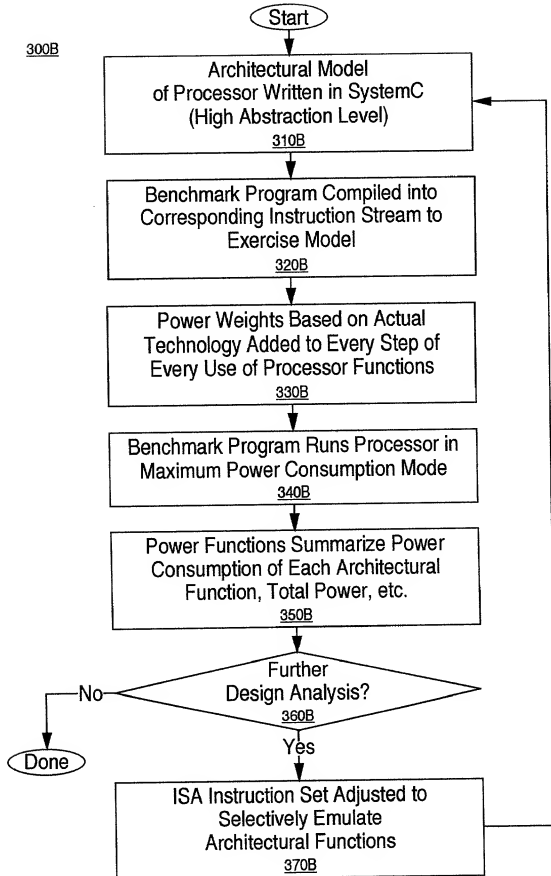 Start
300B
Architectural Model
of Processor Written in SystemC
(High Abstraction Level)
310B
Benchmark Program Compiled into
Corresponding Instruction Stream to
Exercise Model
320B
Power Weights Based on Actual
Technology Added to Every Step of
Every Use of Processor Functions
330B
Benchmark Program Runs Processor in
Maximum Power Consumption Mode
340B
Power Functions Summarize Power
Consumption of Each Architectural
Function, Total Power, etc.
350B
Further
Design Analysis?
360B
No
Done
Yes
ISA Instruction Set Adjusted to
Selectively Emulate
Architectural Functions
370B